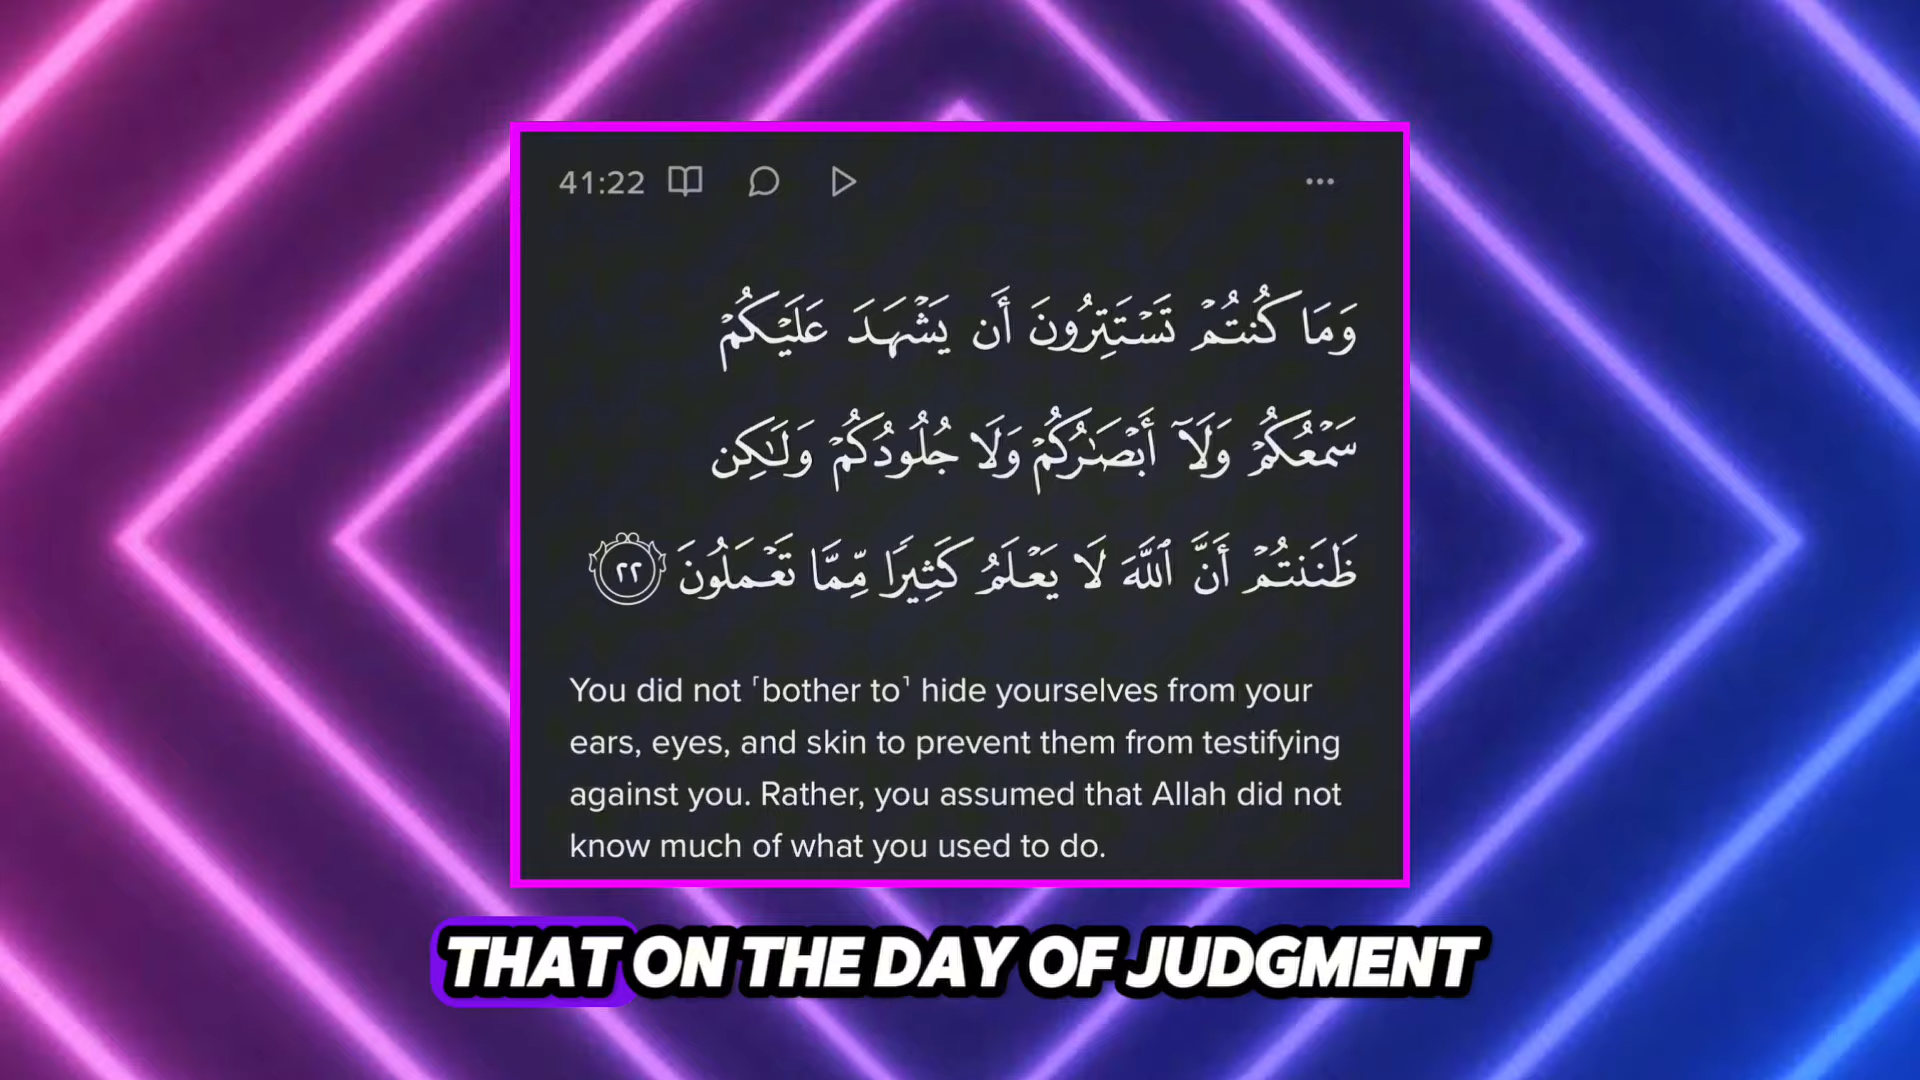 41:22
وَمَا كُنتُمْ تَسْتَتِرُونَ أَن يَشْهَدَ عَلَيْكُمْ
سَمْعُكُمْ وَلَآ أَبْصَـٰرُكُمْ وَلَا جُلُودُكُمْ وَلَـٰكِن
ظَنَنتُمْ أَنَّ ٱللَّهَ لَا يَعْلَمُ كَثِيرًا مِّمَّا تَعْمَلُونَ ٢٢
You did not ˹bother to˺ hide yourselves from your
ears, eyes, and skin to prevent them from testifying
against you. Rather, you assumed that Allah did not
know much of what you used to do.
THAT ON THE DAY OF JUDGMENT